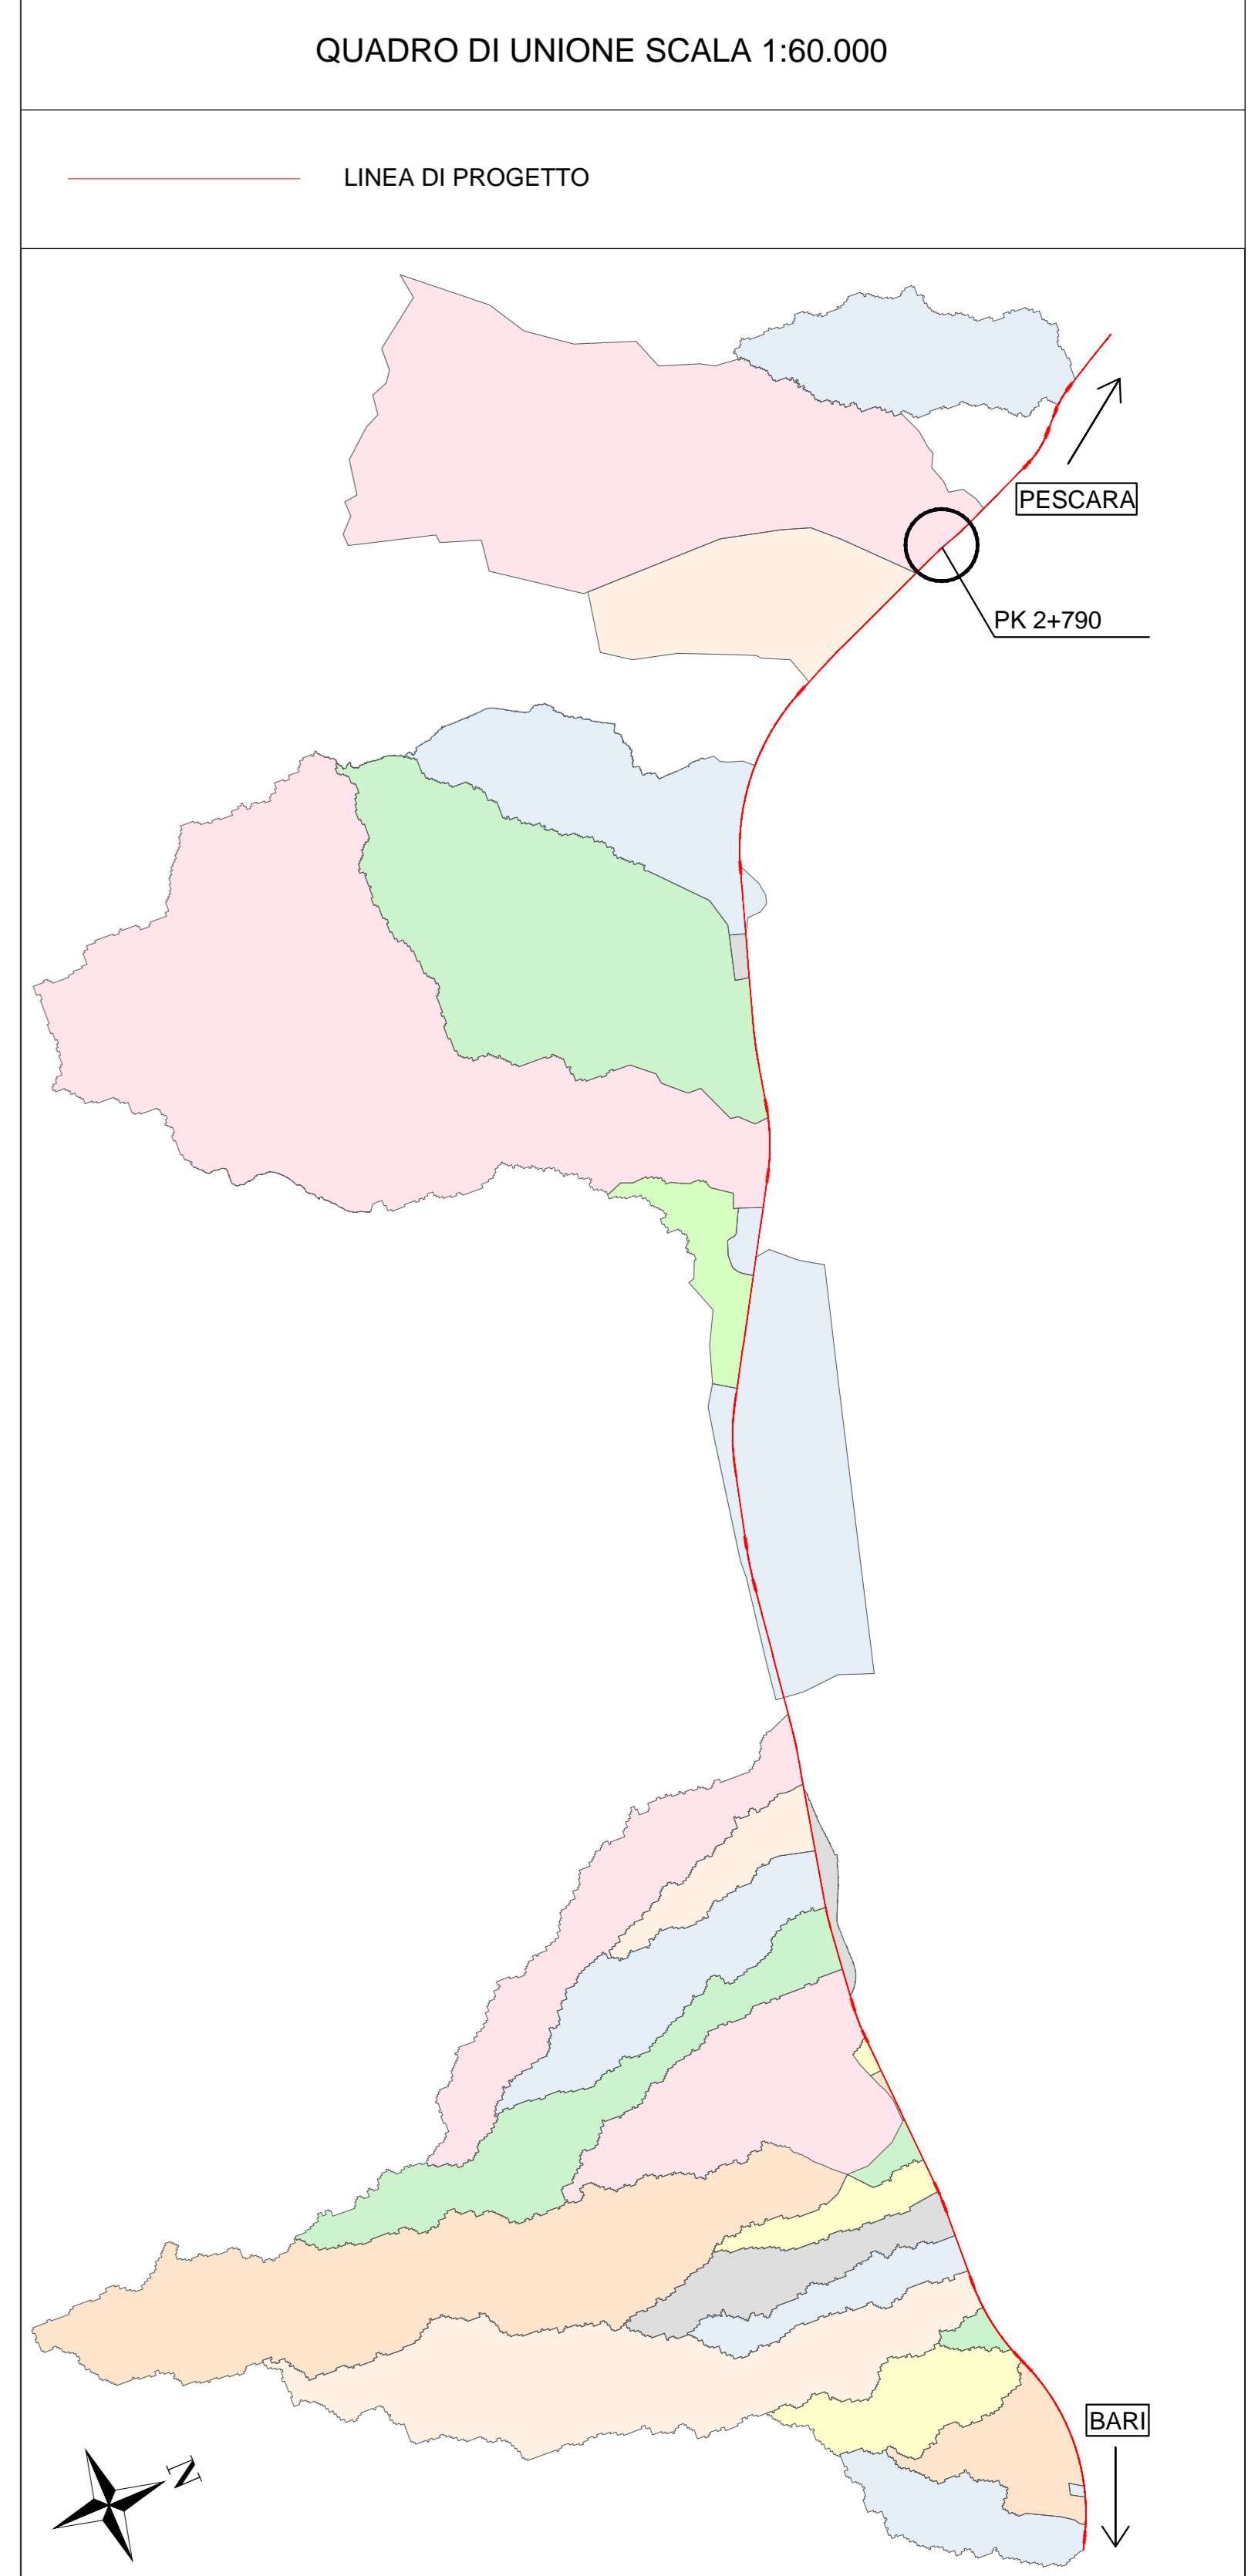 QUADRO DI UNIONE SCALA 1:60.000
LINEA DI PROGETTO
PESCARA
PK 2+790
BARI
N